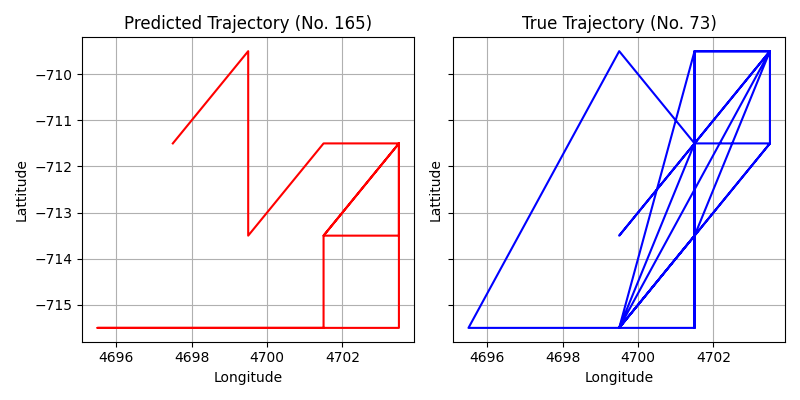 Predicted Trajectory (No. 165)
True Trajectory (No. 73)
−710
−711
−712
−713
−714
−715
Lattitude
Lattitude
4696
4698
4700
4702
4696
4698
4700
4702
Longitude
Longitude